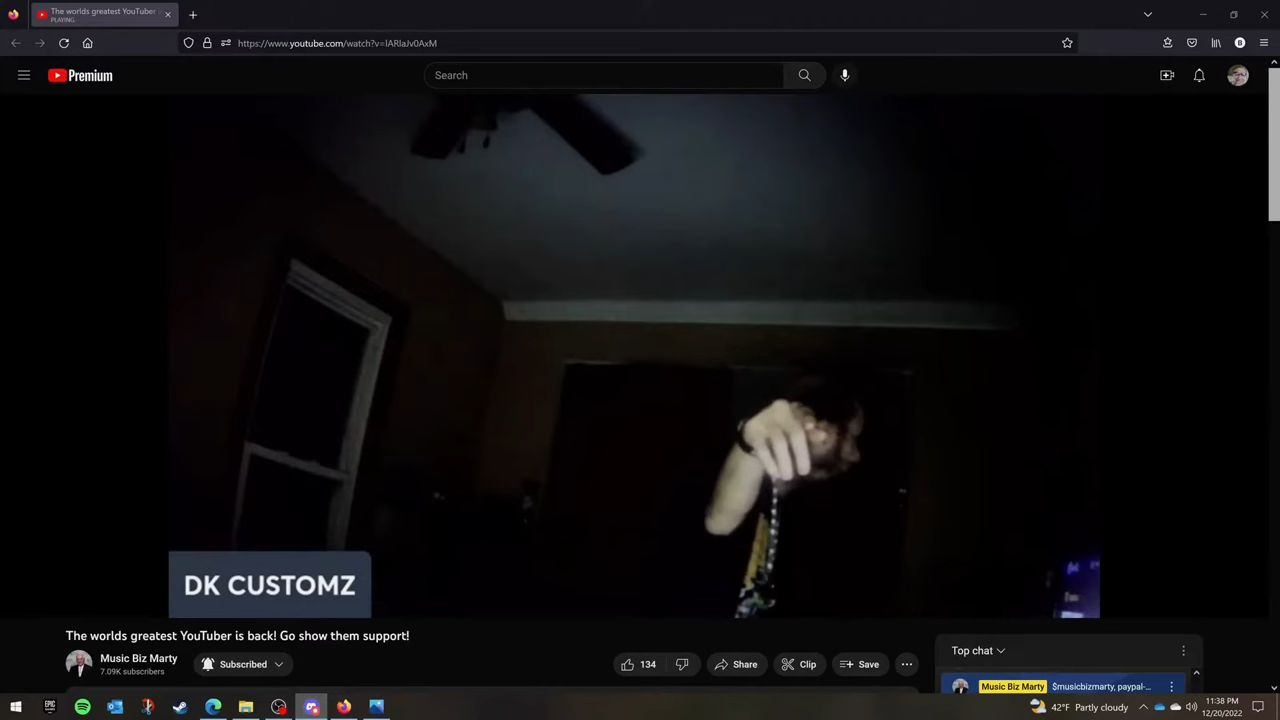 The worlds greatest YouTuber
PLAYING
https://www.youtube.com/watch?v=lARIaJv0AxM
B
Premium
Search
DK CUSTOMZ
The worlds greatest YouTuber is back! Go show them support!
Music Biz Marty
7.09K subscribers
Subscribed
134
Share
Clip
Save
Top chat
Music Biz Marty $musicbizmarty, paypal-...
EPIC
42°F Partly cloudy
11:38 PM
12/20/2022